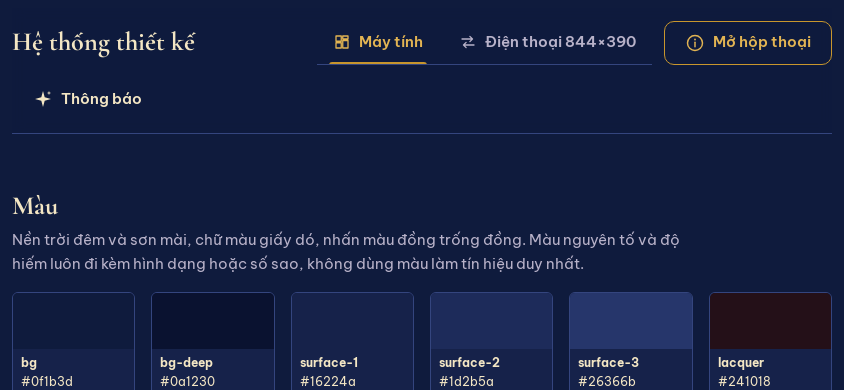 Hệ thống thiết kế
Máy tính
Điện thoại 844×390
Mở hộp thoại
Thông báo
Màu
Nền trời đêm và sơn mài, chữ màu giấy dó, nhấn màu đồng trống đồng. Màu nguyên tố và độ
hiếm luôn đi kèm hình dạng hoặc số sao, không dùng màu làm tín hiệu duy nhất.
bg
#0f1b3d
bg-deep
#0a1230
surface-1
#16224a
surface-2
#1d2b5a
surface-3
#26366b
lacquer
#241018